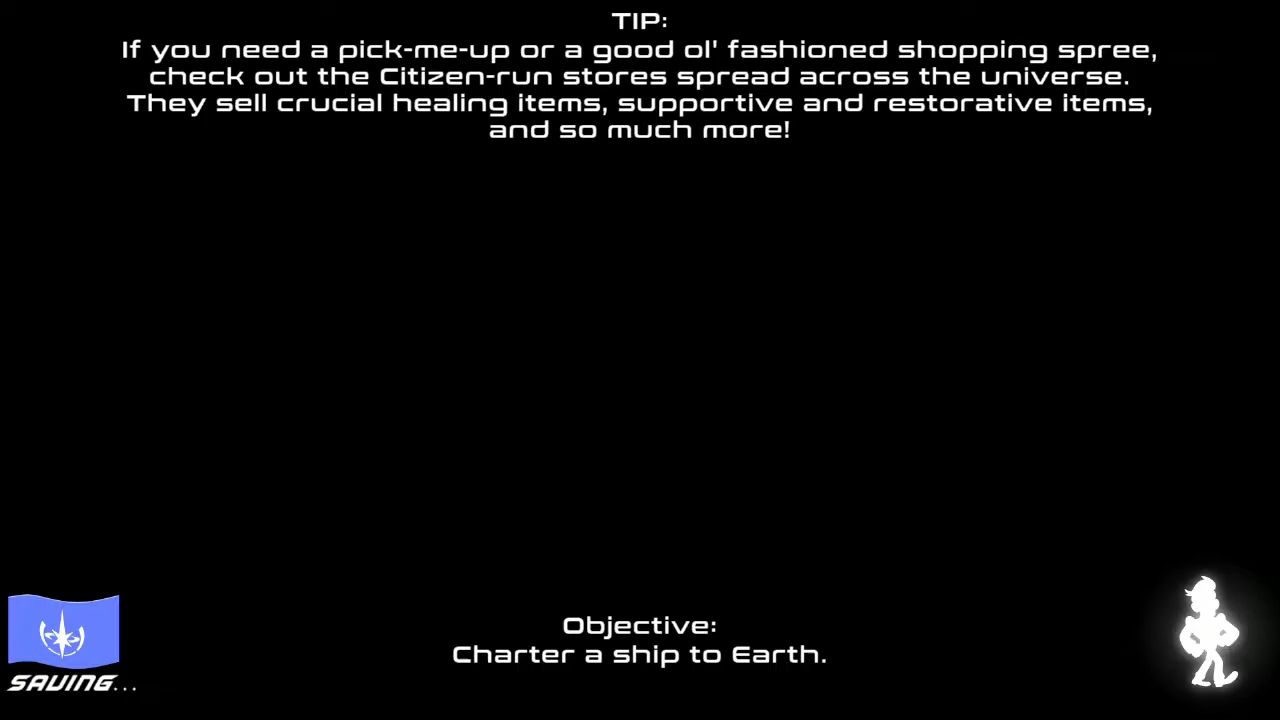 TIP:
If you need a pick-me-up or a good ol' fashioned shopping spree,
check out the Citizen-run stores spread across the universe.
They sell crucial healing items, supportive and restorative items,
and so much more!
Objective:
Charter a ship to Earth.
SAVING...